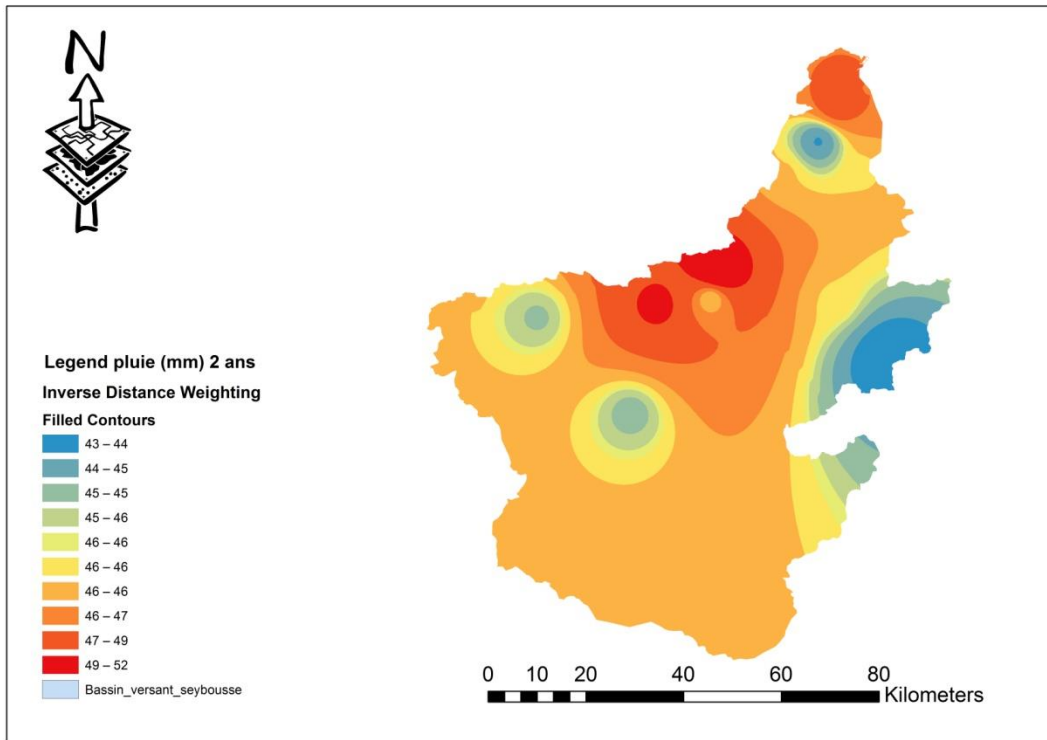 N
Legend pluie (mm) 2 ans
Inverse Distance Weighting
Filled Contours
43 – 44
44 – 45
45 – 45
45 – 46
46 – 46
46 – 46
46 – 46
46 – 47
47 – 49
49 – 52
Bassin_versant_seybousse
0 10 20 40 60 80
Kilometers